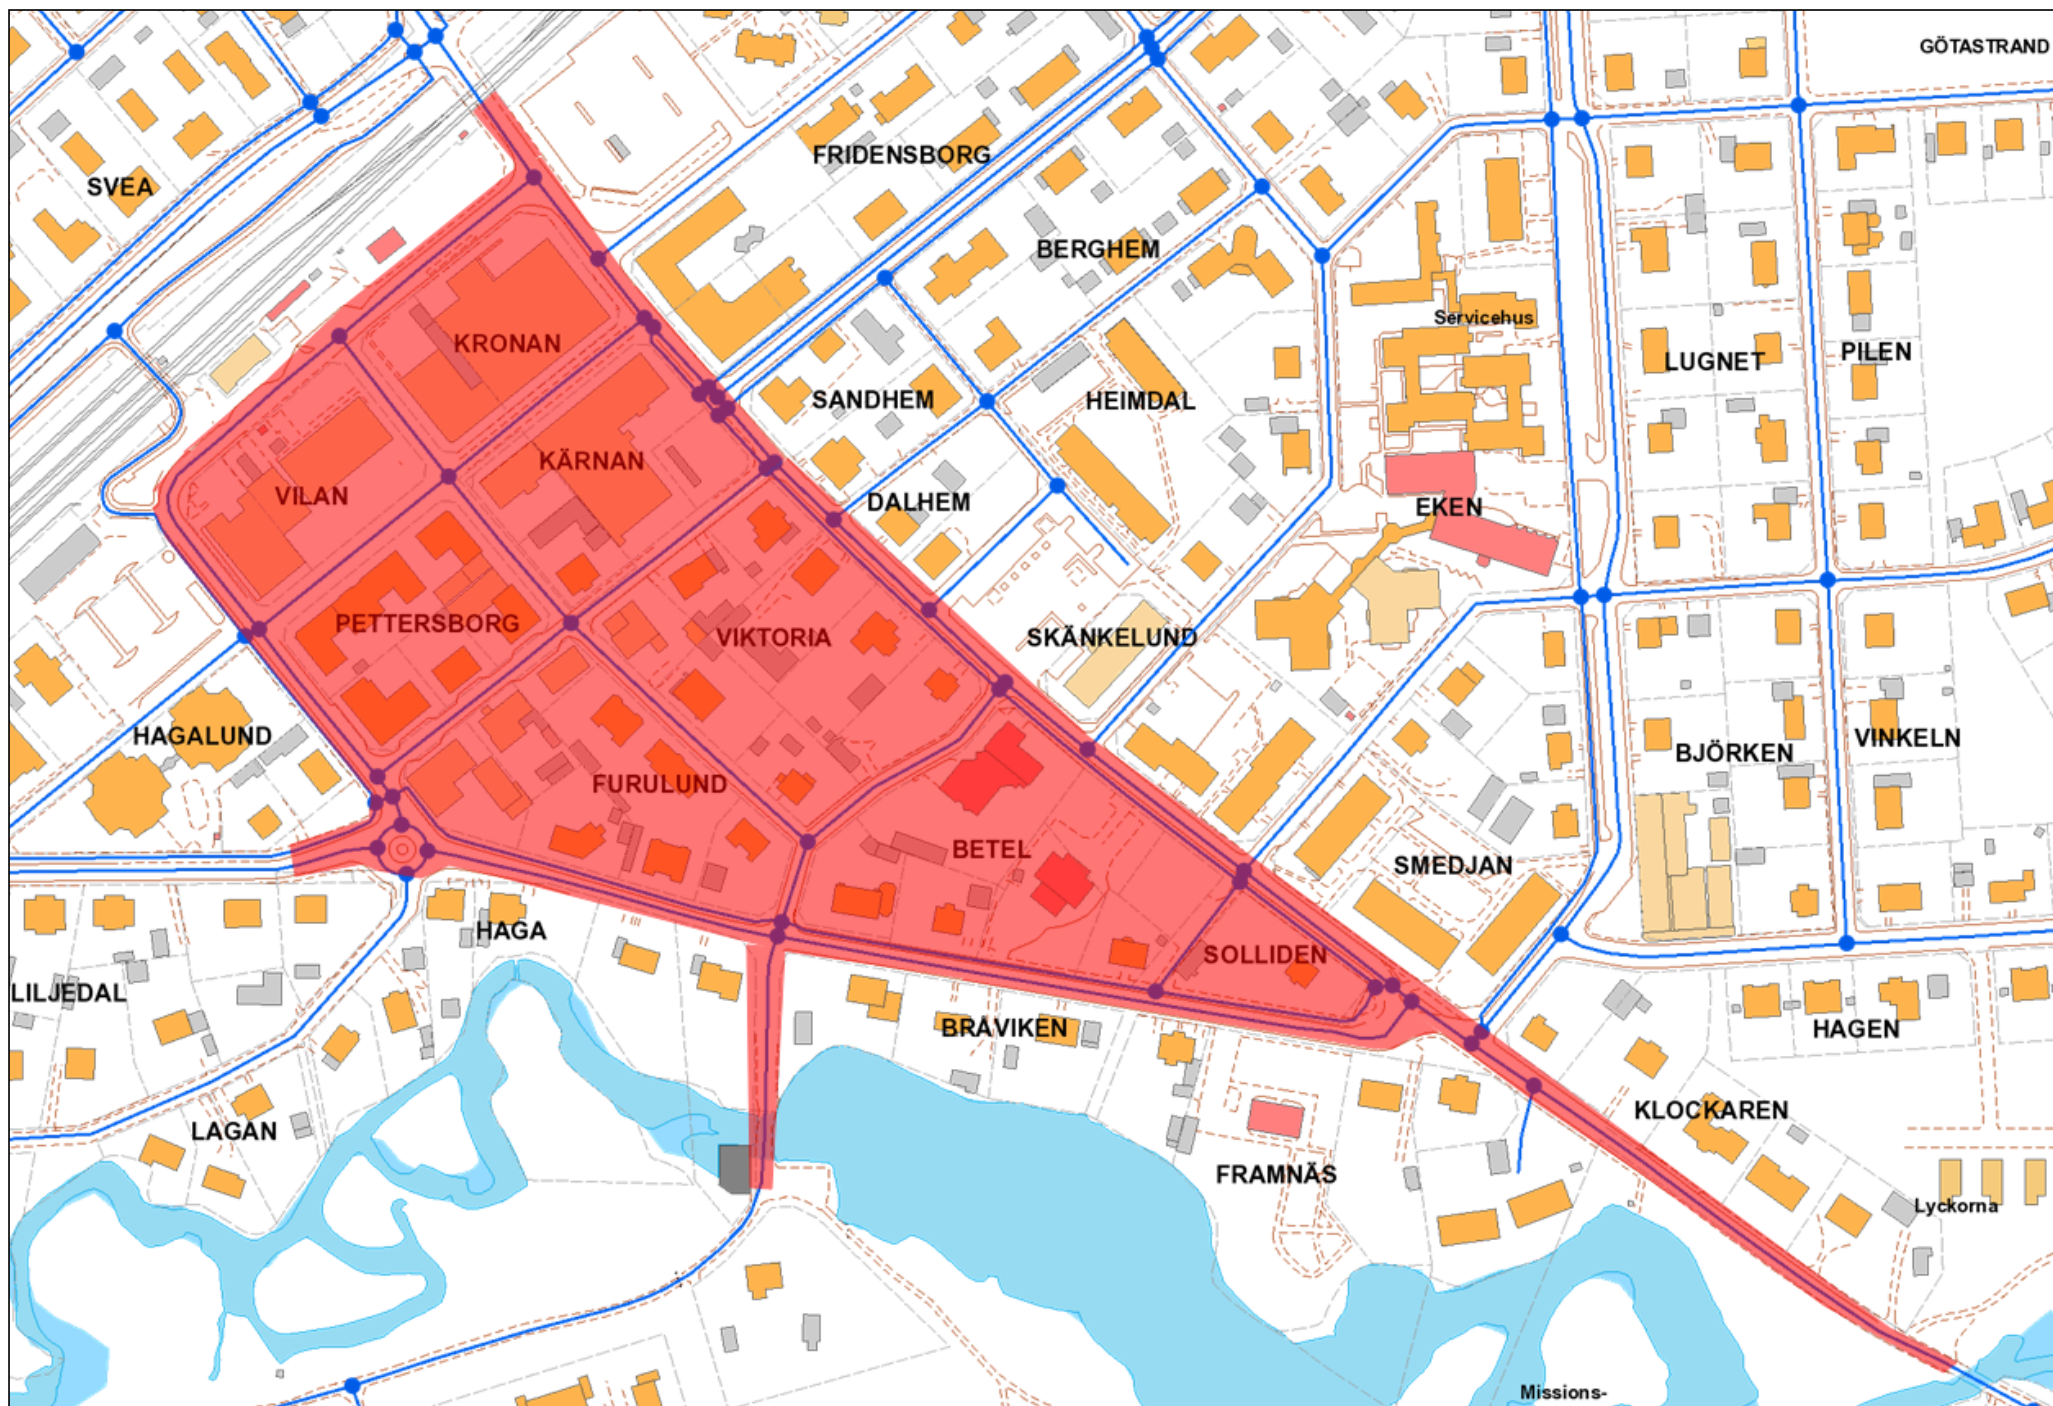 GÖTASTRAND
FRIDENSBORG
SVEA
BERGHEM
Servicehus
KRONAN
LUGNET
PILEN
SANDHEM
HEIMDAL
KÄRNAN
VILAN
DALHEM
EKEN
PETTERSBORG
VIKTORIA
SKÄNKELUND
HAGALUND
VINKELN
BJÖRKEN
FURULUND
BETEL
SMEDJAN
HAGA
SOLLIDEN
LILJEDAL
BRÅVIKEN
HAGEN
KLOCKAREN
LAGAN
FRAMNÄS
Lyckorna
Missions-